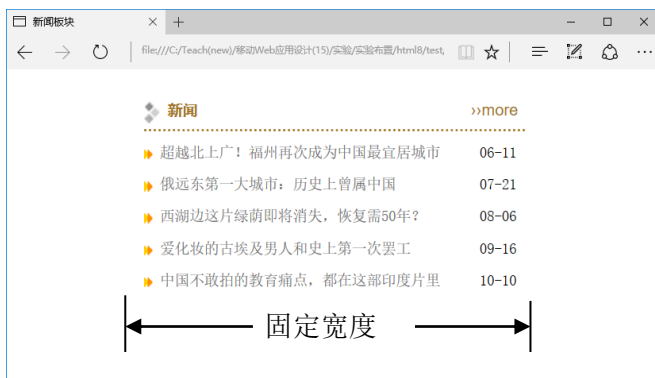 新闻板块
file:///C:/Teach(new)/移动Web应用设计(15)/实验/实验布置/html8/test,
新闻 ››more
超越北上广！福州再次成为中国最宜居城市 06-11
俄远东第一大城市：历史上曾属中国 07-21
西湖边这片绿荫即将消失，恢复需50年？ 08-06
爱化妆的古埃及男人和史上第一次罢工 09-16
中国不敢拍的教育痛点，都在这部印度片里 10-10
固定宽度